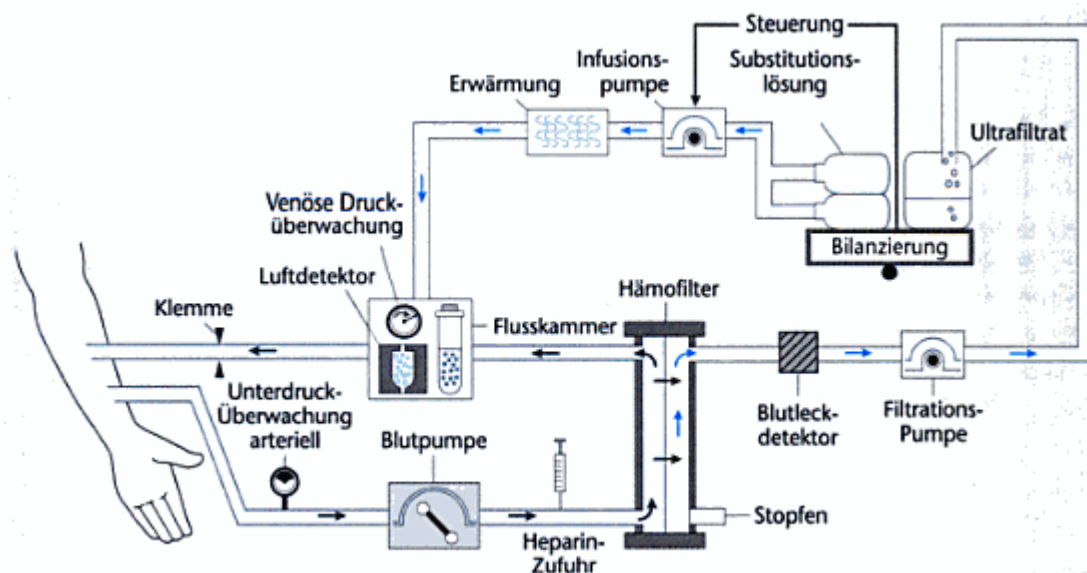 Steuerung
Infusions-
pumpe
Substitutions-
lösung
Erwärmung
Ultrafiltrat
Venöse Druck-
überwachung
Bilanzierung
Luftdetektor
Hämofilter
Klemme
Flusskammer
Unterdruck-
Überwachung
arteriell
Blutpumpe
Blutleck-
detektor
Filtrations-
Pumpe
Stopfen
Heparin-
Zufuhr